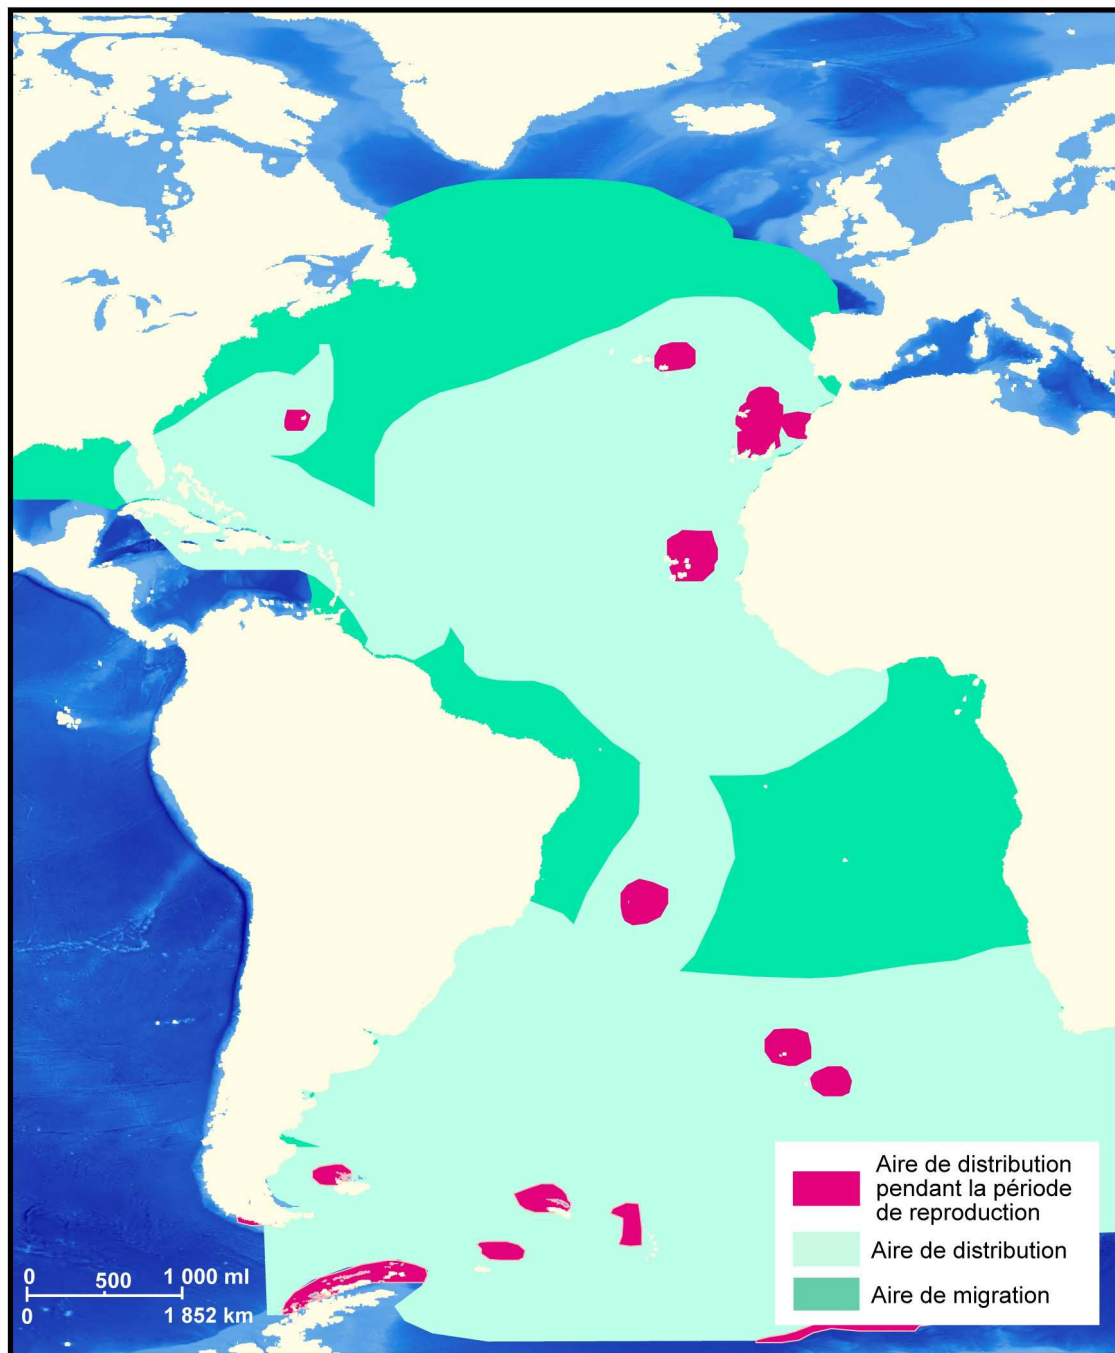 Aire de distribution
pendant la période
de reproduction
Aire de distribution
Aire de migration
0 500 1 000 ml
0 1 852 km